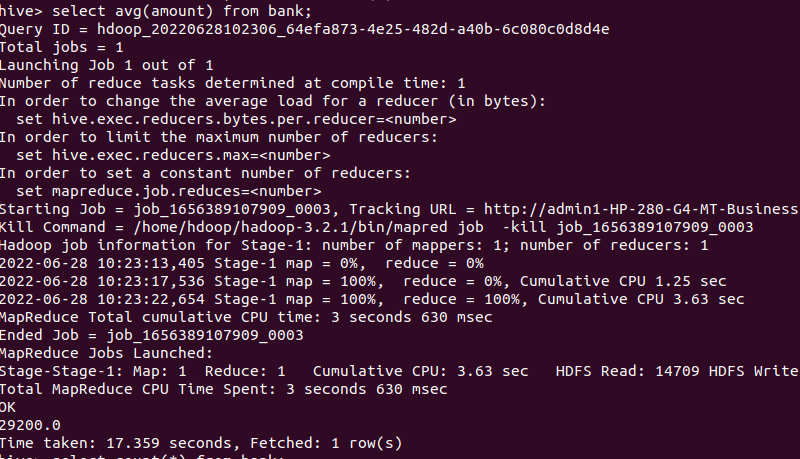 hive> select avg(amount) from bank;
Query ID = hdoop_20220628102306_64efa873-4e25-482d-a40b-6c080c0d8d4e
Total jobs = 1
Launching Job 1 out of 1
Number of reduce tasks determined at compile time: 1
In order to change the average load for a reducer (in bytes):
  set hive.exec.reducers.bytes.per.reducer=<number>
In order to limit the maximum number of reducers:
  set hive.exec.reducers.max=<number>
In order to set a constant number of reducers:
  set mapreduce.job.reduces=<number>
Starting Job = job_1656389107909_0003, Tracking URL = http://admin1-HP-280-G4-MT-Business
Kill Command = /home/hdoop/hadoop-3.2.1/bin/mapred job  -kill job_1656389107909_0003
Hadoop job information for Stage-1: number of mappers: 1; number of reducers: 1
2022-06-28 10:23:13,405 Stage-1 map = 0%,  reduce = 0%
2022-06-28 10:23:17,536 Stage-1 map = 100%,  reduce = 0%, Cumulative CPU 1.25 sec
2022-06-28 10:23:22,654 Stage-1 map = 100%,  reduce = 100%, Cumulative CPU 3.63 sec
MapReduce Total cumulative CPU time: 3 seconds 630 msec
Ended Job = job_1656389107909_0003
MapReduce Jobs Launched:
Stage-Stage-1: Map: 1  Reduce: 1   Cumulative CPU: 3.63 sec   HDFS Read: 14709 HDFS Write
Total MapReduce CPU Time Spent: 3 seconds 630 msec
OK
29200.0
Time taken: 17.359 seconds, Fetched: 1 row(s)
hive> select count(*) from bank;